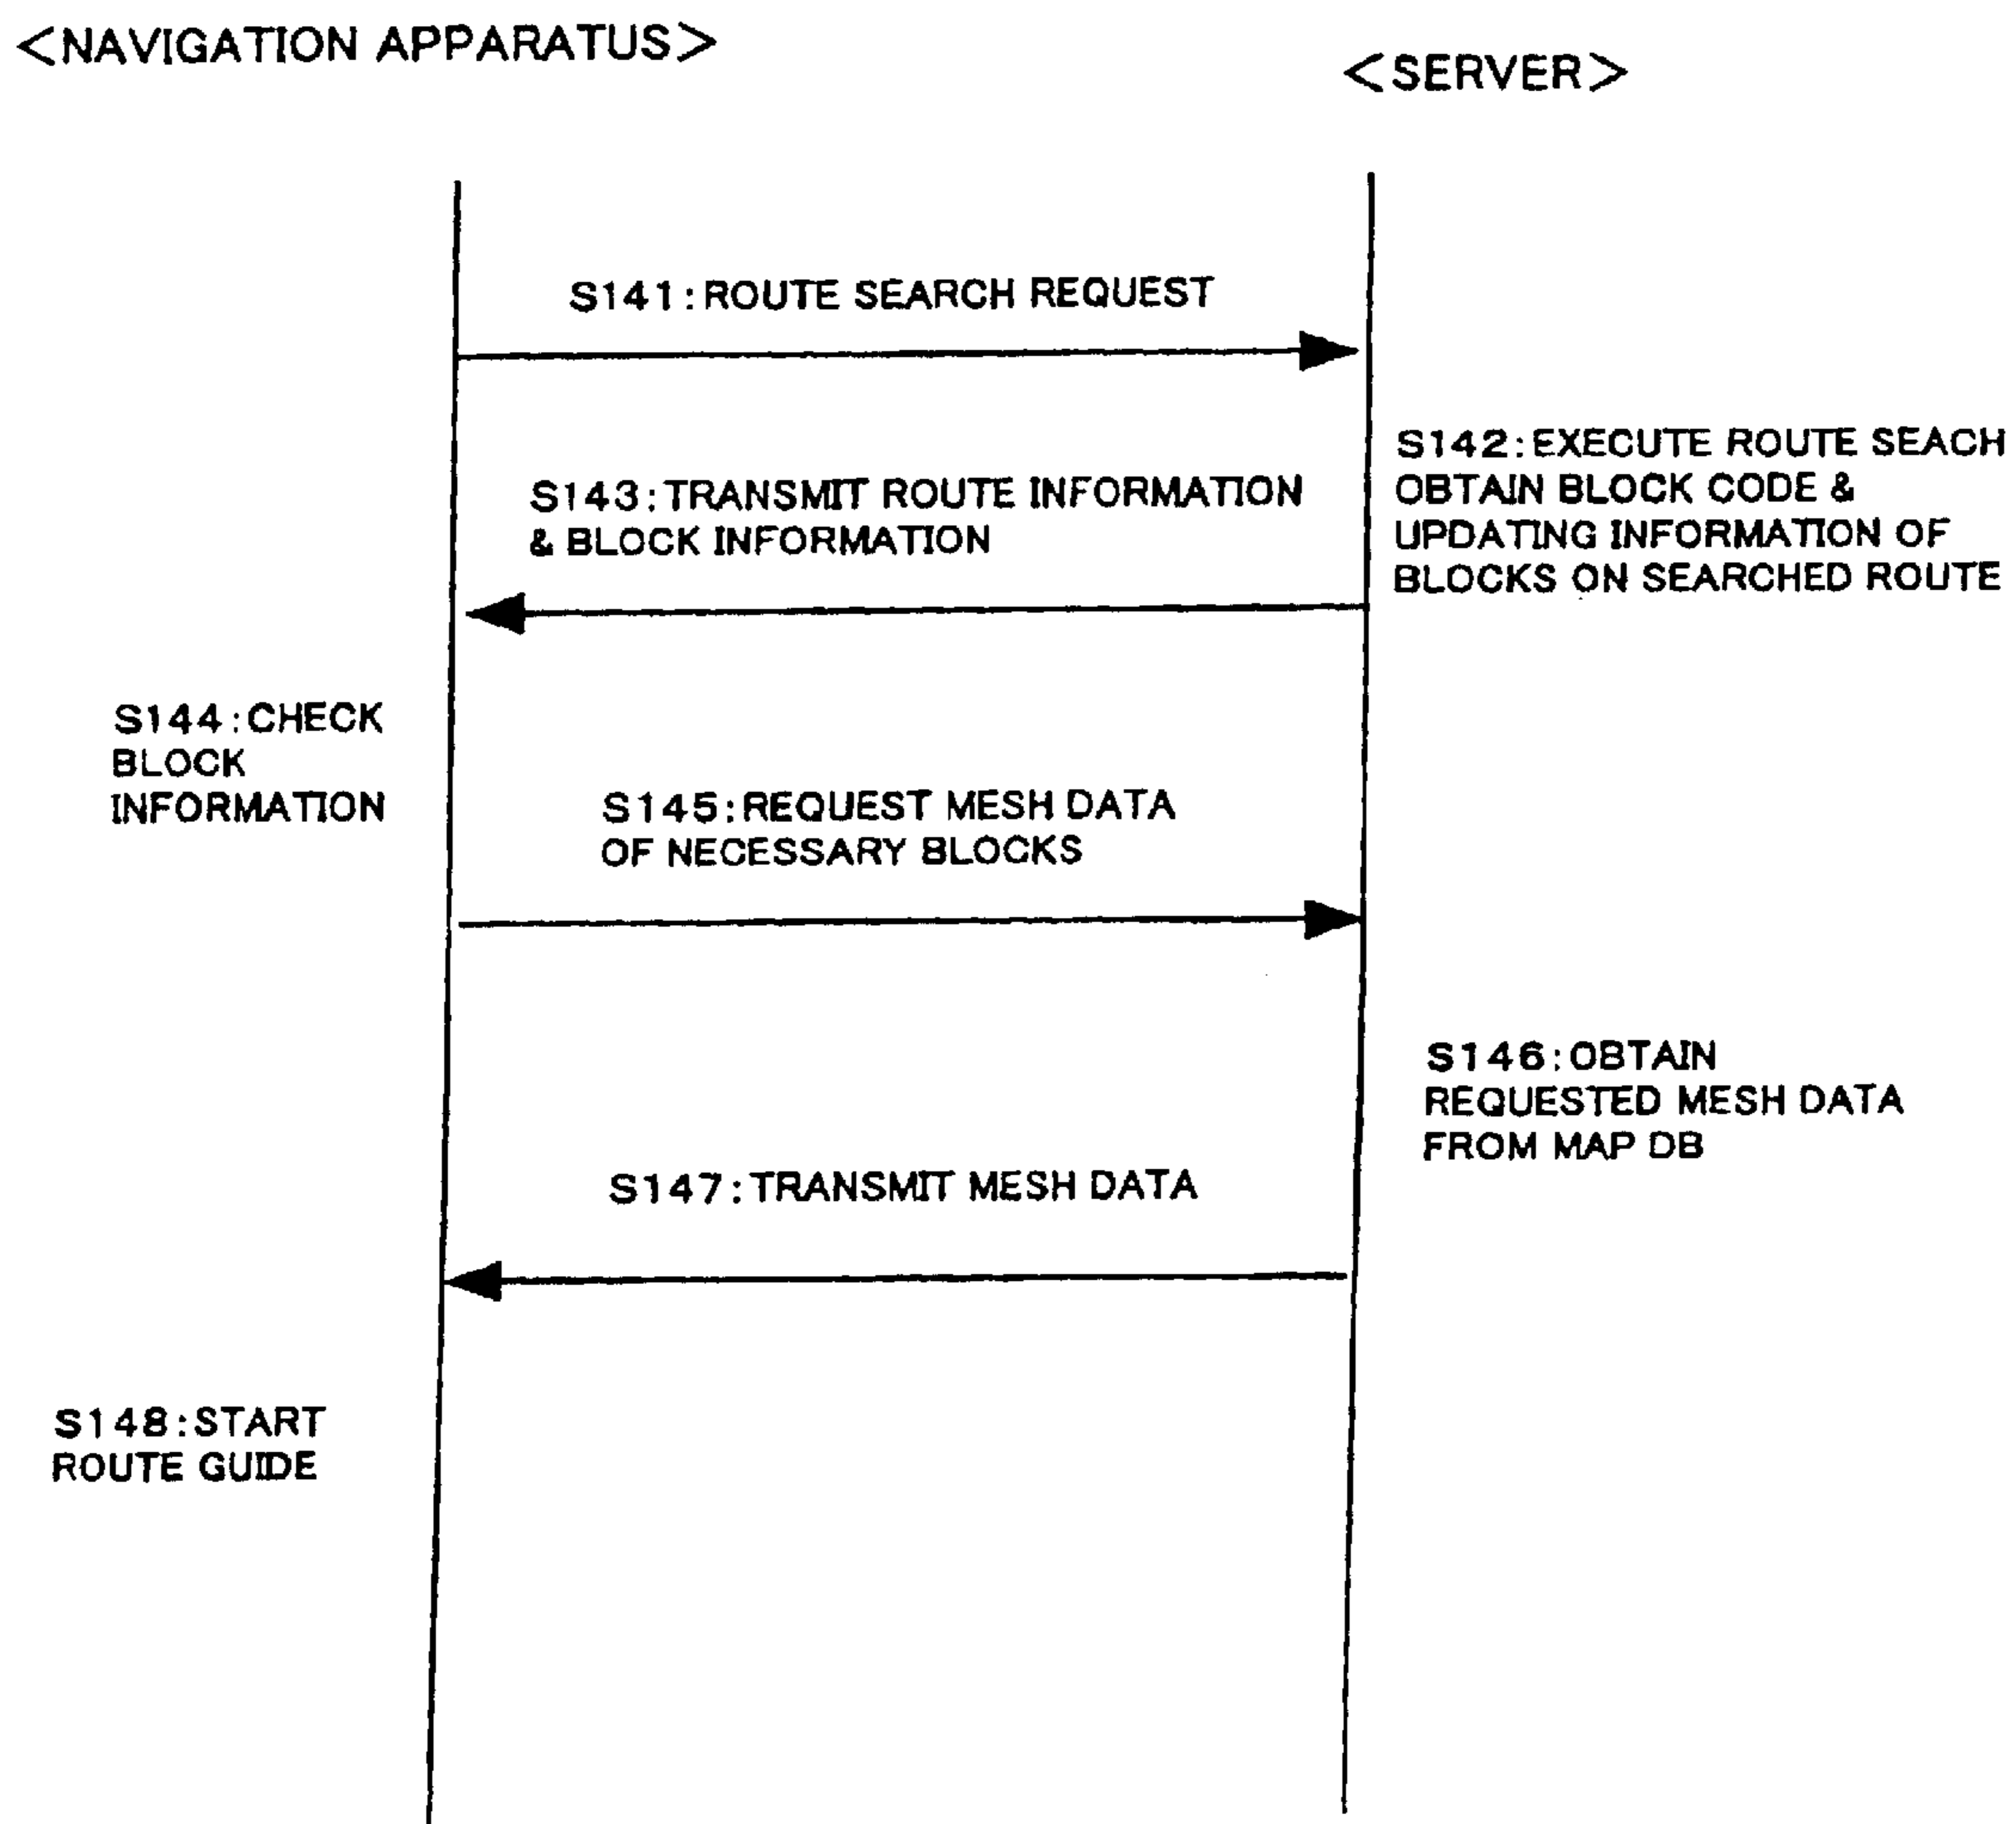 <NAVIGATION APPARATUS>
<SERVER>
S141:ROUTE SEARCH REQUEST
S142:EXECUTE ROUTE SEACH
OBTAIN BLOCK CODE &
UPDATING INFORMATION OF
BLOCKS ON SEARCHED ROUTE
S143:TRANSMIT ROUTE INFORMATION
& BLOCK INFORMATION
S144:CHECK
BLOCK
INFORMATION
S145:REQUEST MESH DATA
OF NECESSARY BLOCKS
S146:OBTAIN
REQUESTED MESH DATA
FROM MAP DB
S147:TRANSMIT MESH DATA
S148:START
ROUTE GUIDE